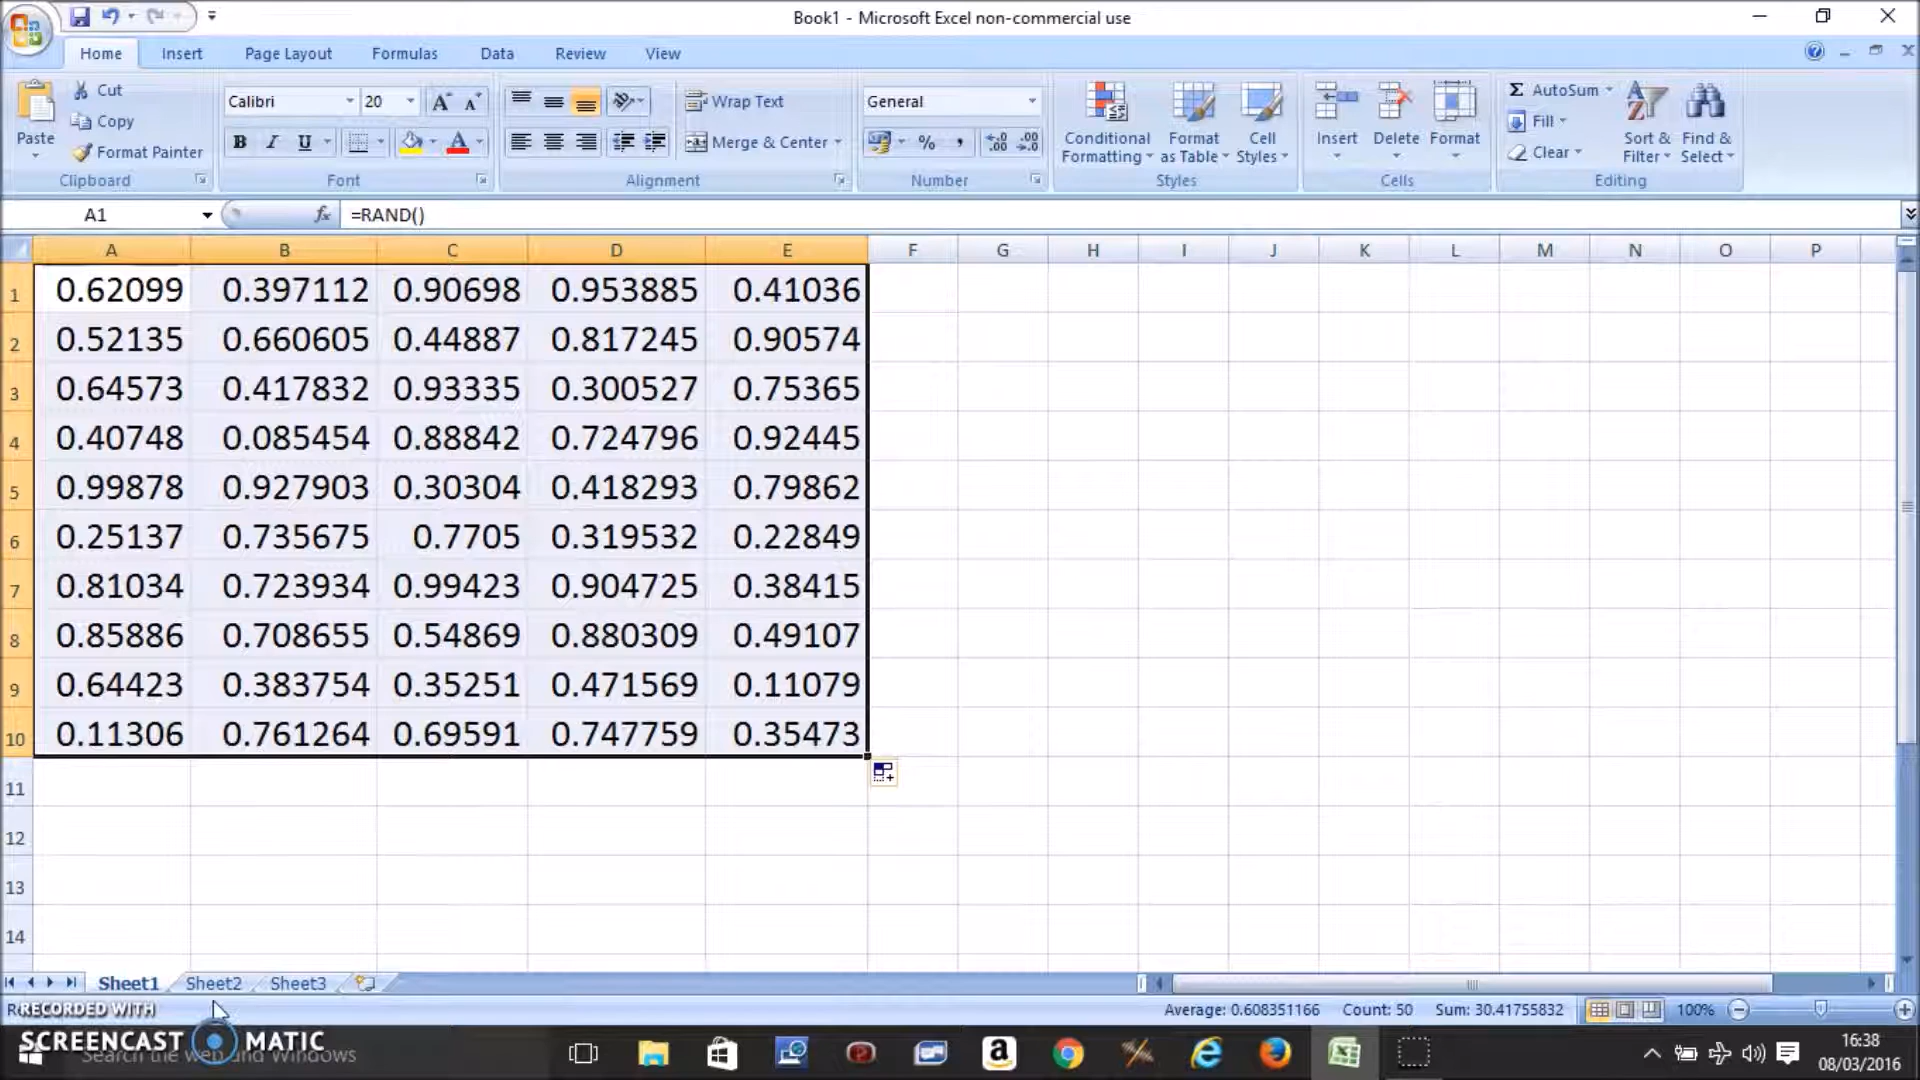 Book1 - Microsoft Excel non-commercial use
Home Insert Page Layout Formulas Data Review View
Paste Cut Copy Format Painter
Clipboard
Calibri 20
B I U
Font
Wrap Text
Merge & Center
Alignment
General
% ,
Number
Conditional Formatting
Format as Table
Cell Styles
Styles
Insert Delete Format
Cells
Σ AutoSum
Fill
Clear
Sort & Filter
Find & Select
Editing
A1 fx =RAND()
A B C D E F G H I J K L M N O P
1 0.62099 0.397112 0.90698 0.953885 0.41036
2 0.52135 0.660605 0.44887 0.817245 0.90574
3 0.64573 0.417832 0.93335 0.300527 0.75365
4 0.40748 0.085454 0.88842 0.724796 0.92445
5 0.99878 0.927903 0.30304 0.418293 0.79862
6 0.25137 0.735675 0.7705 0.319532 0.22849
7 0.81034 0.723934 0.99423 0.904725 0.38415
8 0.85886 0.708655 0.54869 0.880309 0.49107
9 0.64423 0.383754 0.35251 0.471569 0.11079
10 0.11306 0.761264 0.69591 0.747759 0.35473
11
12
13
14
Sheet1 Sheet2 Sheet3
RECORDED WITH
Average: 0.608351166 Count: 50 Sum: 30.41755832 100%
SCREENCAST MATIC
Search the web and Windows
16:38
08/03/2016